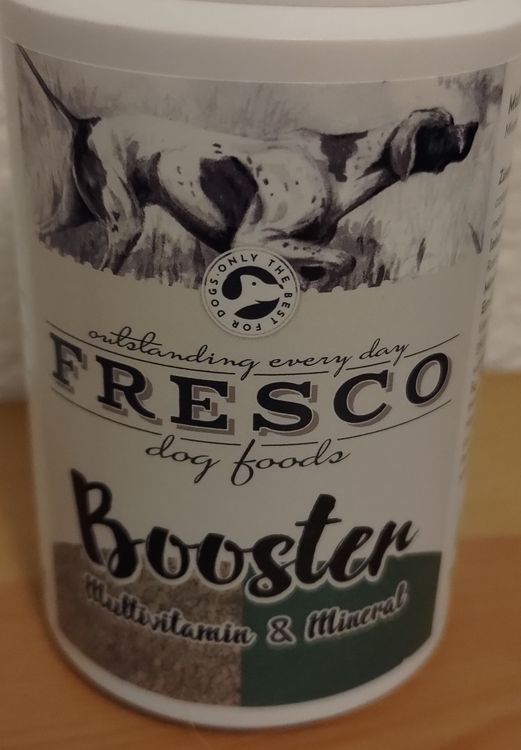 ONLY THE BEST FOR DOGS
outstanding every day
FRESCO
dog foods
Booster
Multivitamin & Mineral